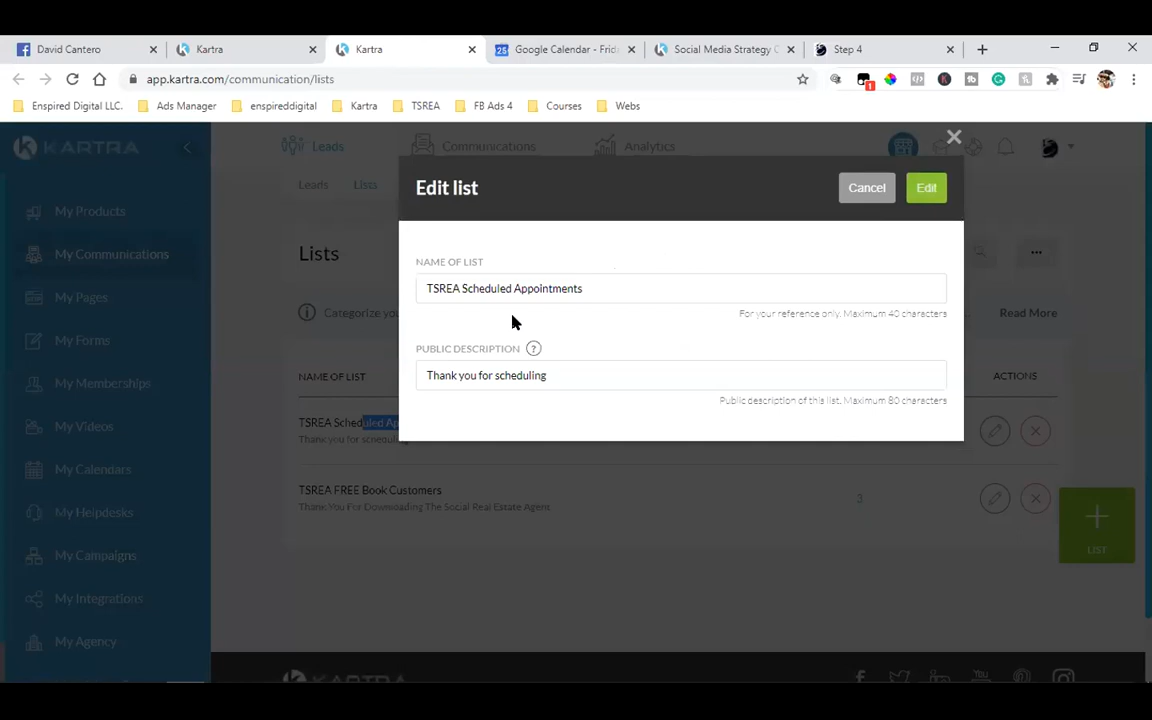 David Cantero
Kartra
Kartra
Google Calendar - Frida
Social Media Strategy C
Step 4
app.kartra.com/communication/lists
1
Enspired Digital LLC.
Ads Manager
enspireddigital
Kartra
TSREA
FB Ads 4
Courses
Webs
KARTRA
Leads
Communications
Analytics
Leads
Lists
My Products
My Communications
My Pages
My Forms
My Memberships
My Videos
My Calendars
My Helpdesks
My Campaigns
My Integrations
My Agency
Lists
Categorize you
Read More
NAME OF LIST
ACTIONS
TSREA Scheduled Ap
Thank you for schedulin
TSREA FREE Book Customers
3
Thank You For Downloading The Social Real Estate Agent
LIST
Edit list
Cancel
Edit
NAME OF LIST
TSREA Scheduled Appointments
For your reference only. Maximum 40 characters
PUBLIC DESCRIPTION ?
Thank you for scheduling
Public description of this list. Maximum 80 characters